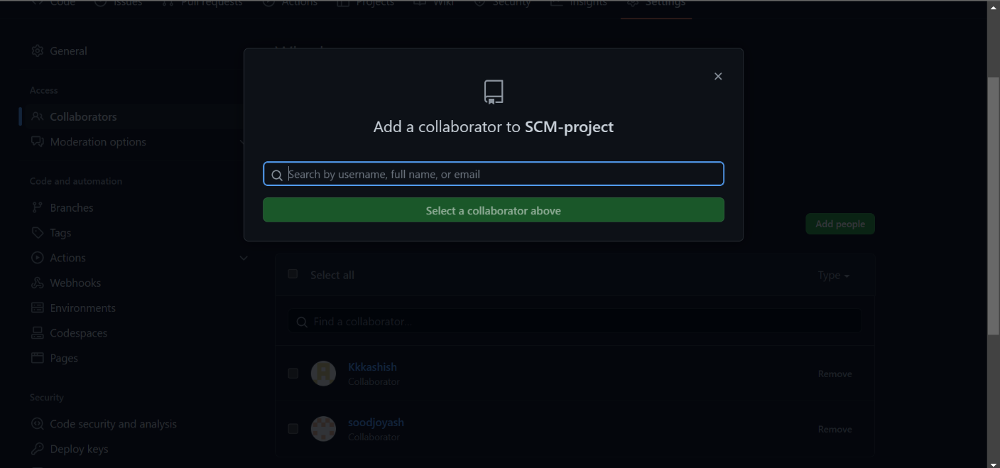 Code Issues Pull requests Actions Projects Wiki Security Insights Settings
General
Access
Collaborators
Moderation options
Code and automation
Branches
Tags
Actions
Webhooks
Environments
Codespaces
Pages
Security
Code security and analysis
Deploy keys
Add a collaborator to SCM-project
Search by username, full name, or email
Select a collaborator above
Add people
Select all
Type
Find a collaborator...
Kkkashish
Collaborator
Remove
soodjoyash
Collaborator
Remove